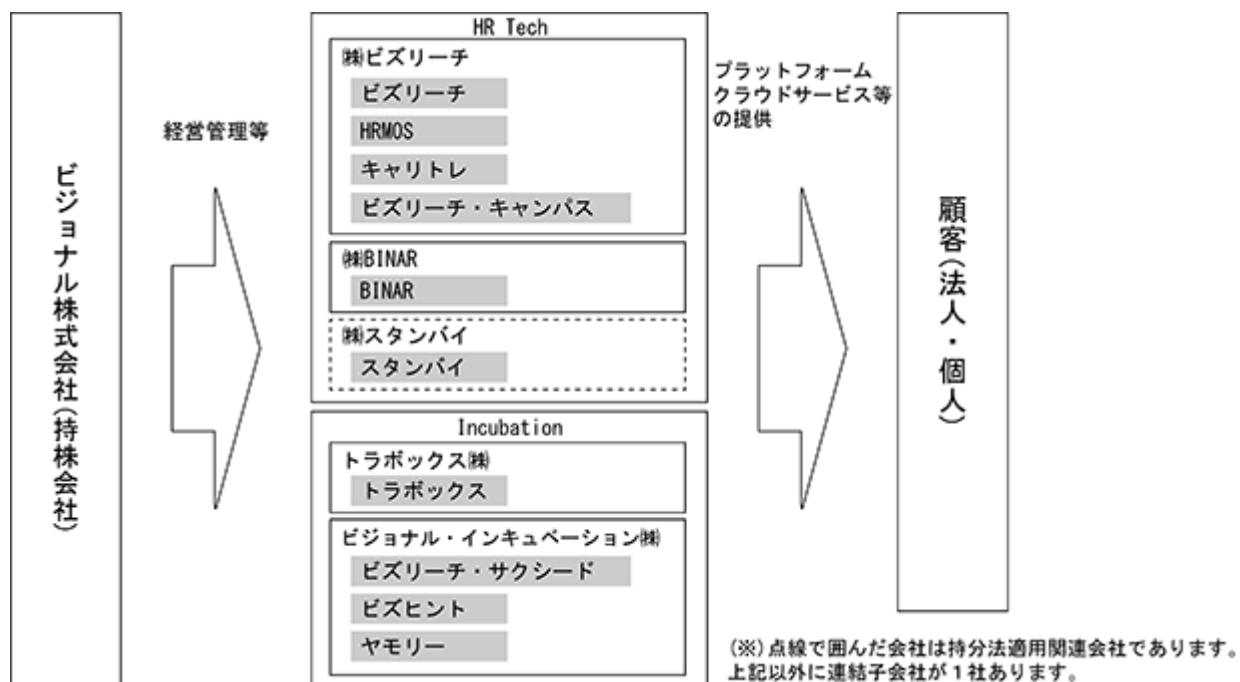 ビジョナル株式会社(持株会社)
経営管理等
HR Tech
㈱ビズリーチ
ビズリーチ
HRMOS
キャリトレ
ビズリーチ・キャンパス
㈱BINAR
BINAR
㈱スタンバイ
スタンバイ
Incubation
トラボックス㈱
トラボックス
ビジョナル・インキュベーション㈱
ビズリーチ・サクシード
ビズヒント
ヤモリー
プラットフォーム
クラウドサービス等
の提供
顧客(法人・個人)
(※)点線で囲んだ会社は持分法適用関連会社であります。
上記以外に連結子会社が1社あります。